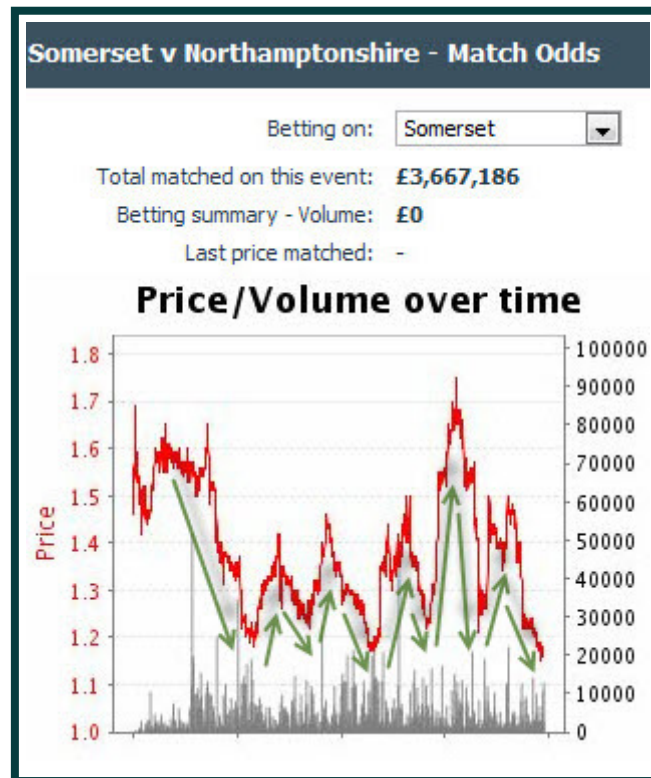 Somerset v Northamptonshire - Match Odds
Betting on: Somerset
Total matched on this event: £3,667,186
Betting summary - Volume: £0
Last price matched: -
Price/Volume over time
1.8 100000
90000
1.7 80000
1.6 70000
1.5 60000
Price
50000
1.4 40000
1.3 30000
1.2 20000
1.1 10000
1.0 0